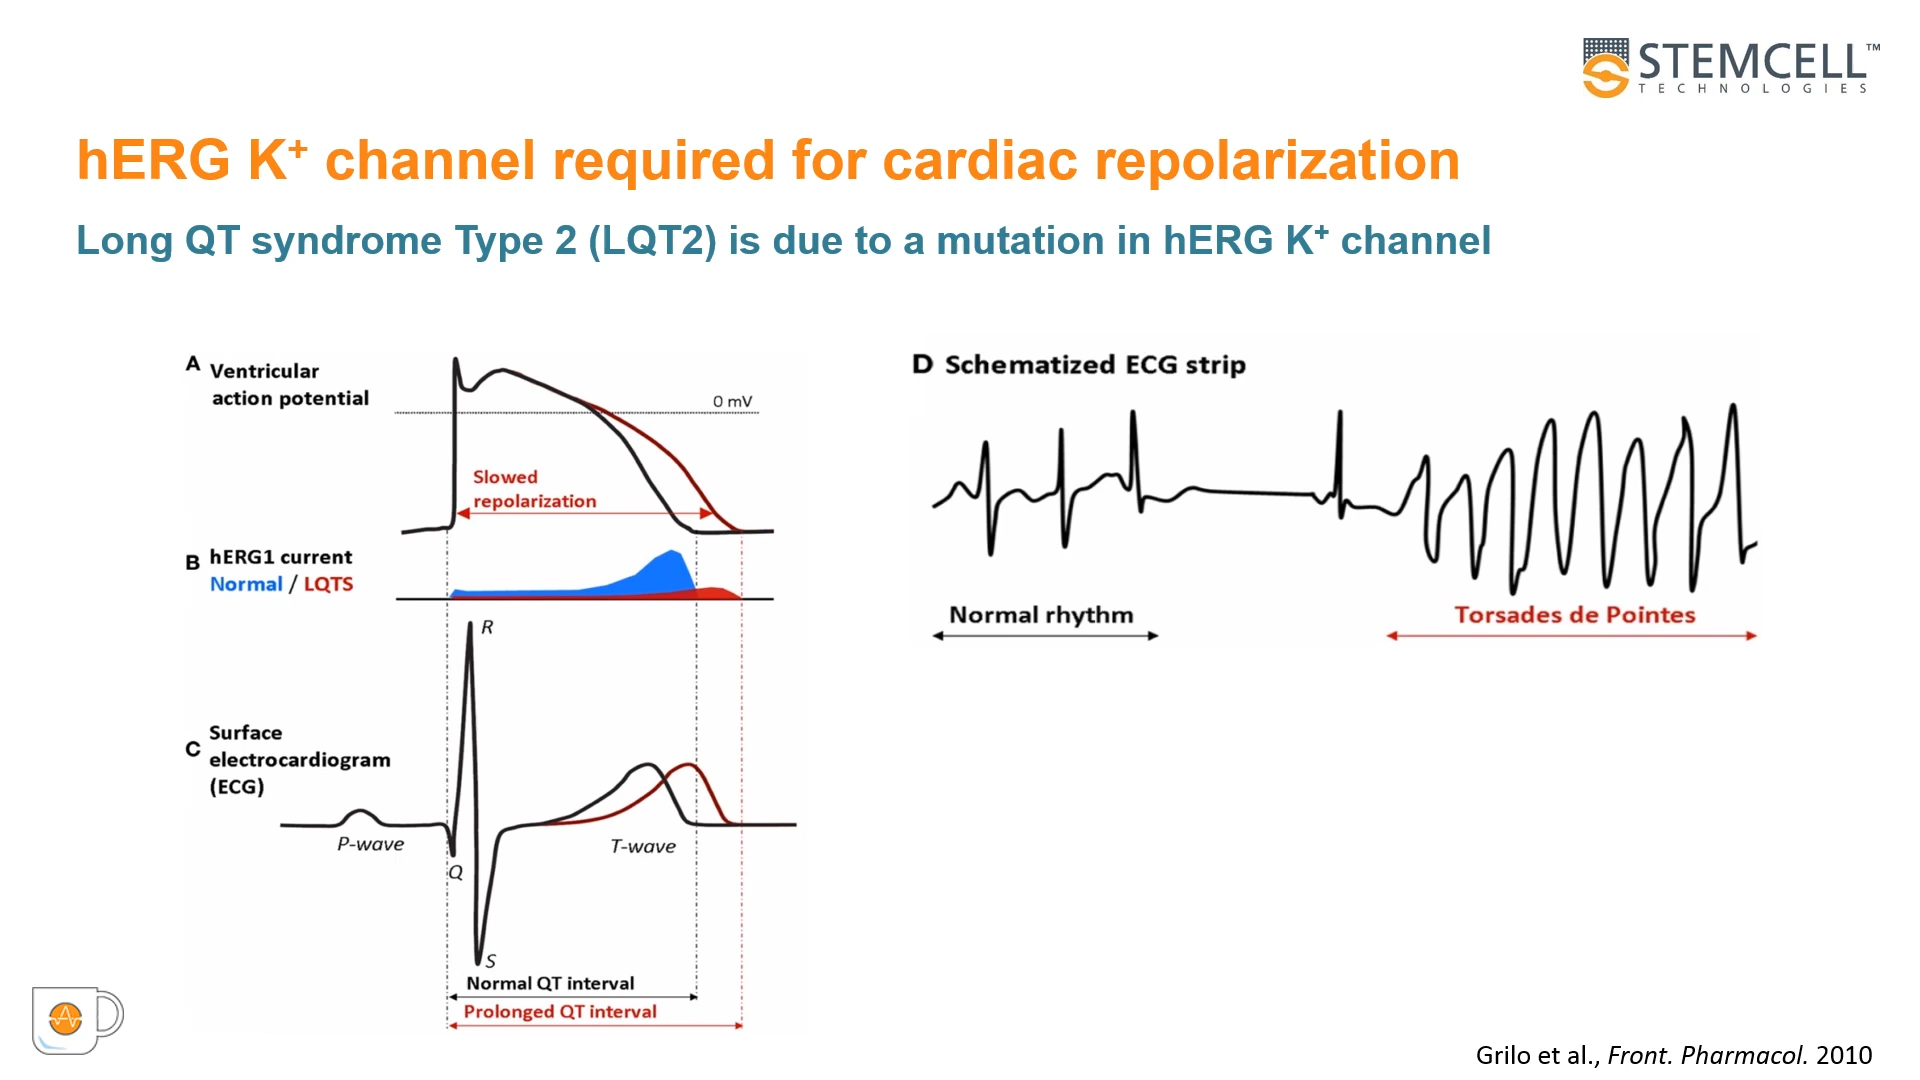 STEMCELL™
TECHNOLOGIES
hERG K⁺ channel required for cardiac repolarization
Long QT syndrome Type 2 (LQT2) is due to a mutation in hERG K⁺ channel
A Ventricular
action potential
0 mV
Slowed
repolarization
B hERG1 current
Normal / LQTS
R
C Surface
electrocardiogram
(ECG)
P-wave
Q
T-wave
S
Normal QT interval
Prolonged QT interval
D Schematized ECG strip
Normal rhythm
Torsades de Pointes
Grilo et al., Front. Pharmacol. 2010